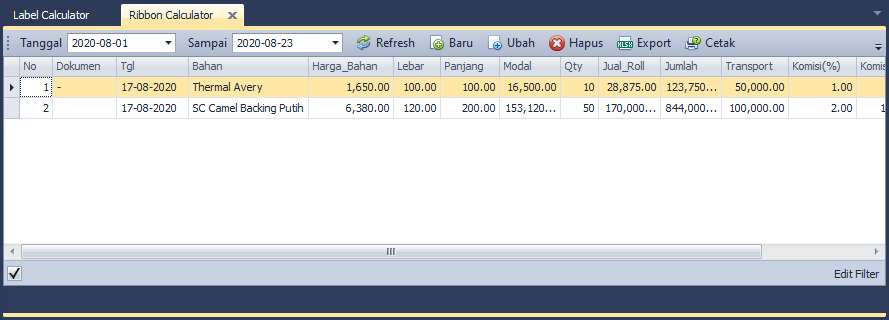 Label Calculator Ribbon Calculator
Tanggal 2020-08-01 Sampai 2020-08-23 Refresh Baru Ubah Hapus XLSX Export Cetak
No Dokumen Tgl Bahan Harga_Bahan Lebar Panjang Modal Qty Jual_Roll Jumlah Transport Komisi(%) Komis
1 - 17-08-2020 Thermal Avery 1,650.00 100.00 100.00 16,500.00 10 28,875.00 123,750... 50,000.00 1.00
2 17-08-2020 SC Camel Backing Putih 6,380.00 120.00 200.00 153,120... 50 170,000... 844,000... 100,000.00 2.00 1
Edit Filter